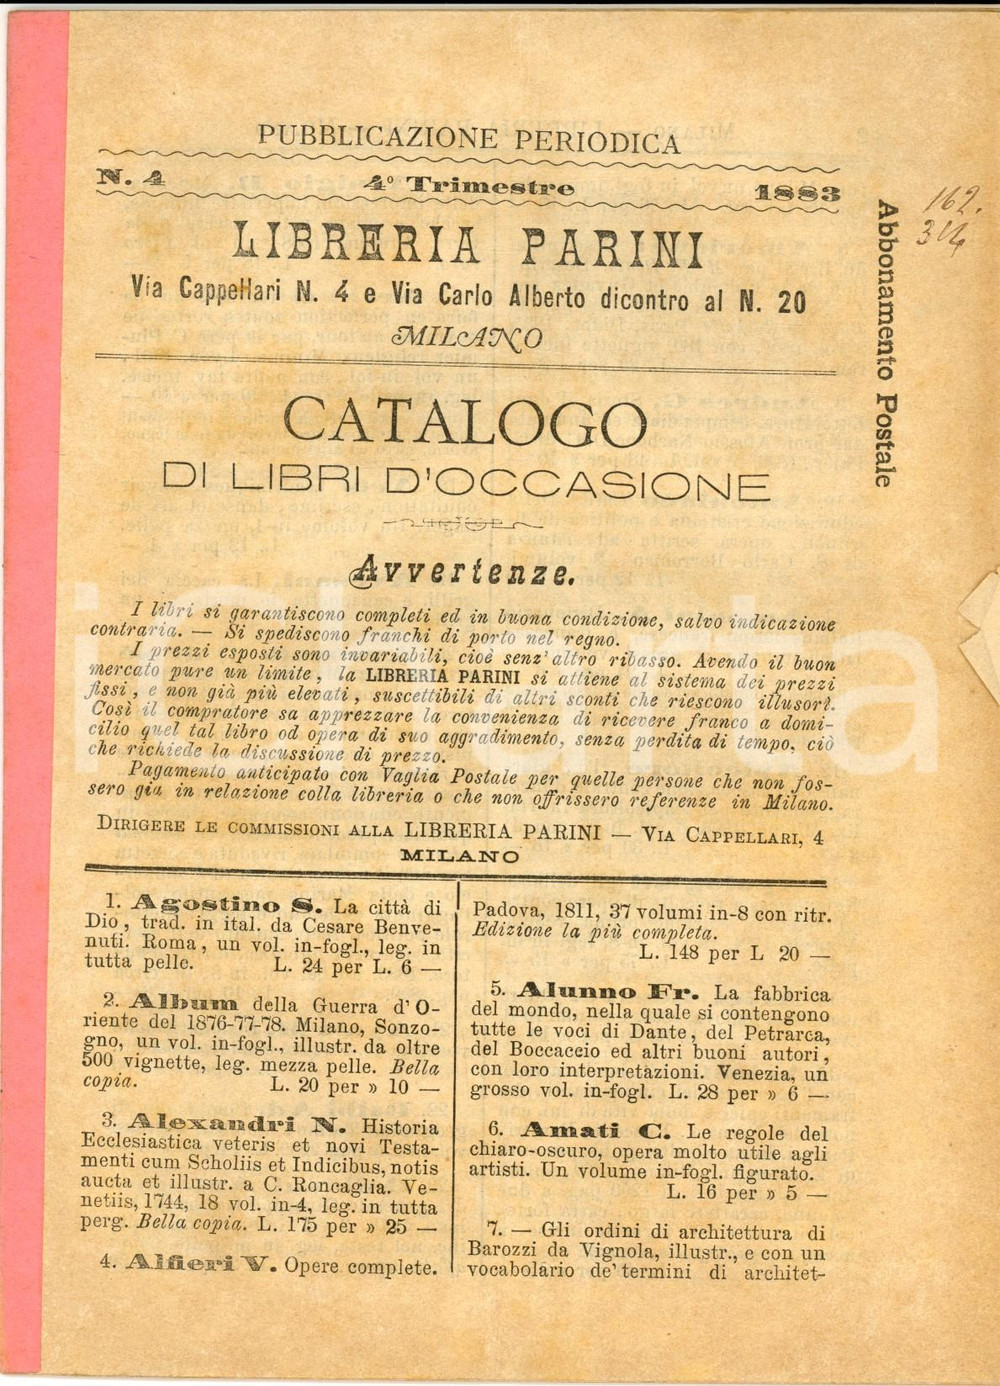 PUBBLICAZIONE PERIODICA
N. 4 4º Trimestre 1883
LIBRERIA PARINI
Via Cappellari N. 4 e Via Carlo Alberto dicontro al N. 20
MILANO
Abbonamento Postale
162.
CATALOGO
DI LIBRI D'OCCASIONE
Avvertenze.
I libri si garantiscono completi ed in buona condizione, salvo indicazione
contraria. — Si spediscono franchi di porto nel regno.
I prezzi esposti sono invariabili, cioè senz'altro ribasso. Avendo il buon
mercato pure un limite, la LIBRERIA PARINI si attiene al sistema dei prezzi
fissi, e non già più elevati, suscettibili di altri sconti che riescono illusori.
Così il compratore sa apprezzare la convenienza di ricevere franco a domi-
cilio quel tal libro od opera di suo aggradimento, senza perdita di tempo, ciò
che richiede la discussione di prezzo.
Pagamento anticipato con Vaglia Postale per quelle persone che non fos-
sero già in relazione colla libreria o che non offrissero referenze in Milano.
DIRIGERE LE COMMISSIONI ALLA LIBRERIA PARINI — VIA CAPPELLARI, 4
MILANO
1. Agostino S. La città di
Dio, trad. in ital. da Cesare Benve-
nuti. Roma, un vol. in-fogl., leg. in
tutta pelle. L. 24 per L. 6 —
2. Album della Guerra d'O-
riente del 1876-77-78. Milano, Sonzo-
gno, un vol. in-fogl., illustr. da oltre
500 vignette, leg. mezza pelle. Bella
copia. L. 20 per » 10 —
3. Alexandri N. Historia
Ecclesiastica veteris et novi Testa-
menti cum Scholiis et Indicibus, notis
aucta et illustr. a C. Roncaglia. Ve-
netiis, 1744, 18 vol. in-4, leg. in tutta
perg. Bella copia. L. 175 per » 25 —
4. Alfieri V. Opere complete.
Padova, 1811, 37 volumi in-8 con ritr.
Edizione la più completa.
L. 148 per L 20 —
5. Alunno Fr. La fabbrica
del mondo, nella quale si contengono
tutte le voci di Dante, del Petrarca,
del Boccaccio ed altri buoni autori,
con loro interpretazioni. Venezia, un
grosso vol. in-fogl. L. 28 per » 6 —
6. Amati C. Le regole del
chiaro-oscuro, opera molto utile agli
artisti. Un volume in-fogl. figurato.
L. 16 per » 5 —
7. — Gli ordini di architettura di
Barozzi da Vignola, illustr., e con un
vocabolario de' termini di architet-